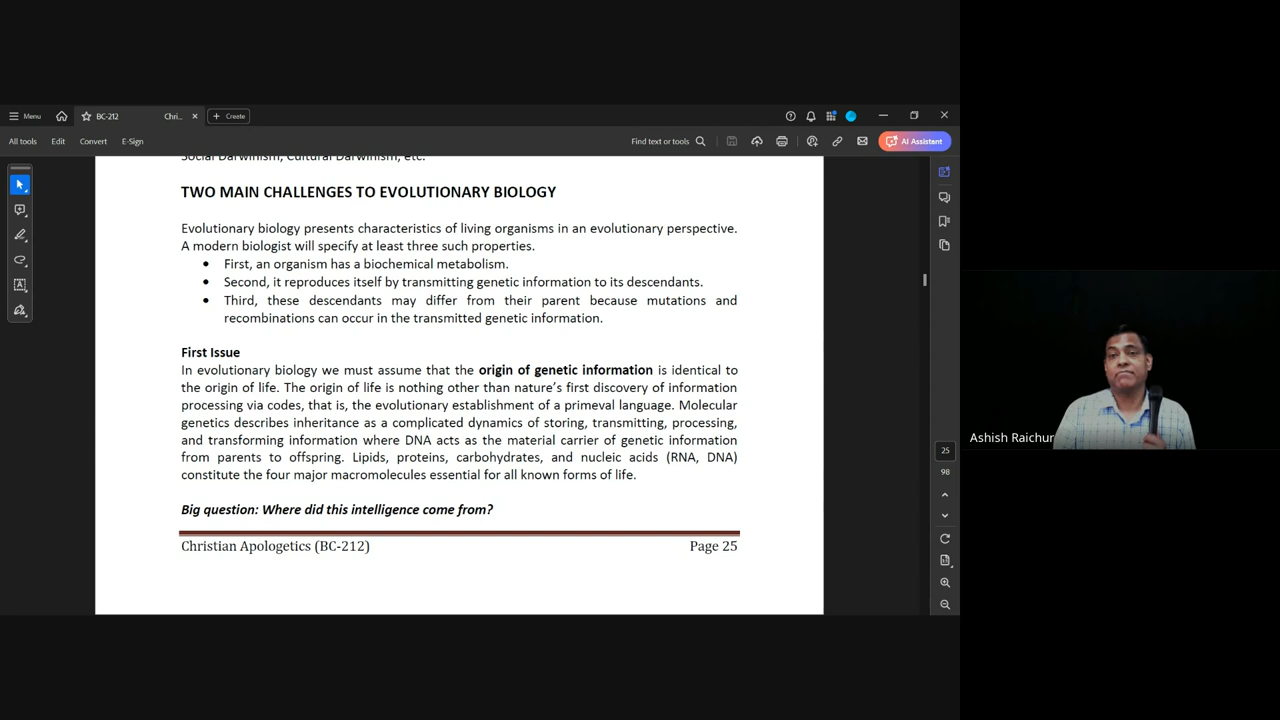 Menu
BC-212 Chri...
Create
All tools Edit Convert E-Sign
Find text or tools
AI Assistant
Social Darwinism, Cultural Darwinism, etc.
TWO MAIN CHALLENGES TO EVOLUTIONARY BIOLOGY
Evolutionary biology presents characteristics of living organisms in an evolutionary perspective.
A modern biologist will specify at least three such properties.
• First, an organism has a biochemical metabolism.
• Second, it reproduces itself by transmitting genetic information to its descendants.
• Third, these descendants may differ from their parent because mutations and
recombinations can occur in the transmitted genetic information.
First Issue
In evolutionary biology we must assume that the origin of genetic information is identical to
the origin of life. The origin of life is nothing other than nature's first discovery of information
processing via codes, that is, the evolutionary establishment of a primeval language. Molecular
genetics describes inheritance as a complicated dynamics of storing, transmitting, processing,
and transforming information where DNA acts as the material carrier of genetic information
from parents to offspring. Lipids, proteins, carbohydrates, and nucleic acids (RNA, DNA)
constitute the four major macromolecules essential for all known forms of life.
Big question: Where did this intelligence come from?
Christian Apologetics (BC-212) Page 25
25
98
Ashish Raichur